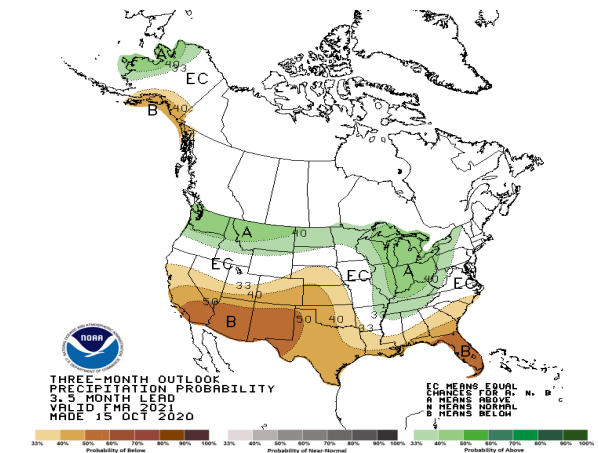 A
40
33
EC
B
40
A
40
EC
33
40
50
B
50
40
EC
33
33
A
40
EC
B
NOAA
THREE-MONTH OUTLOOK
PRECIPITATION PROBABILITY
3.5 MONTH LEAD
VALID FMA 2021
MADE 15 OCT 2020
EC MEANS EQUAL
CHANCES FOR A, N, B
A MEANS ABOVE
N MEANS NORMAL
B MEANS BELOW
33% 40% 50% 60% 70% 80% 90% 100%
Probability of Below
33% 40% 50% 60% 70% 80% 90% 100%
Probability of Near-Normal
33% 40% 50% 60% 70% 80% 90% 100%
Probability of Above